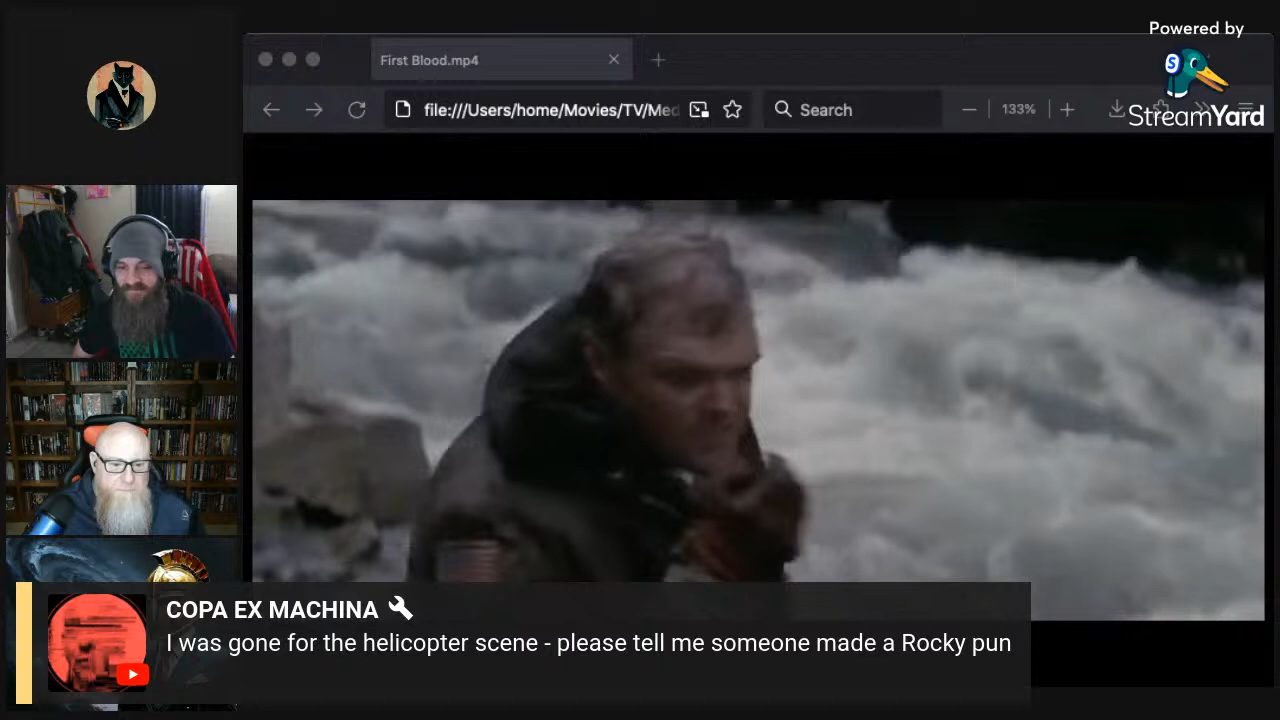 Powered by
StreamYard
First Blood.mp4
file:///Users/home/Movies/TV/Med
Search
133%
COPA EX MACHINA
I was gone for the helicopter scene - please tell me someone made a Rocky pun